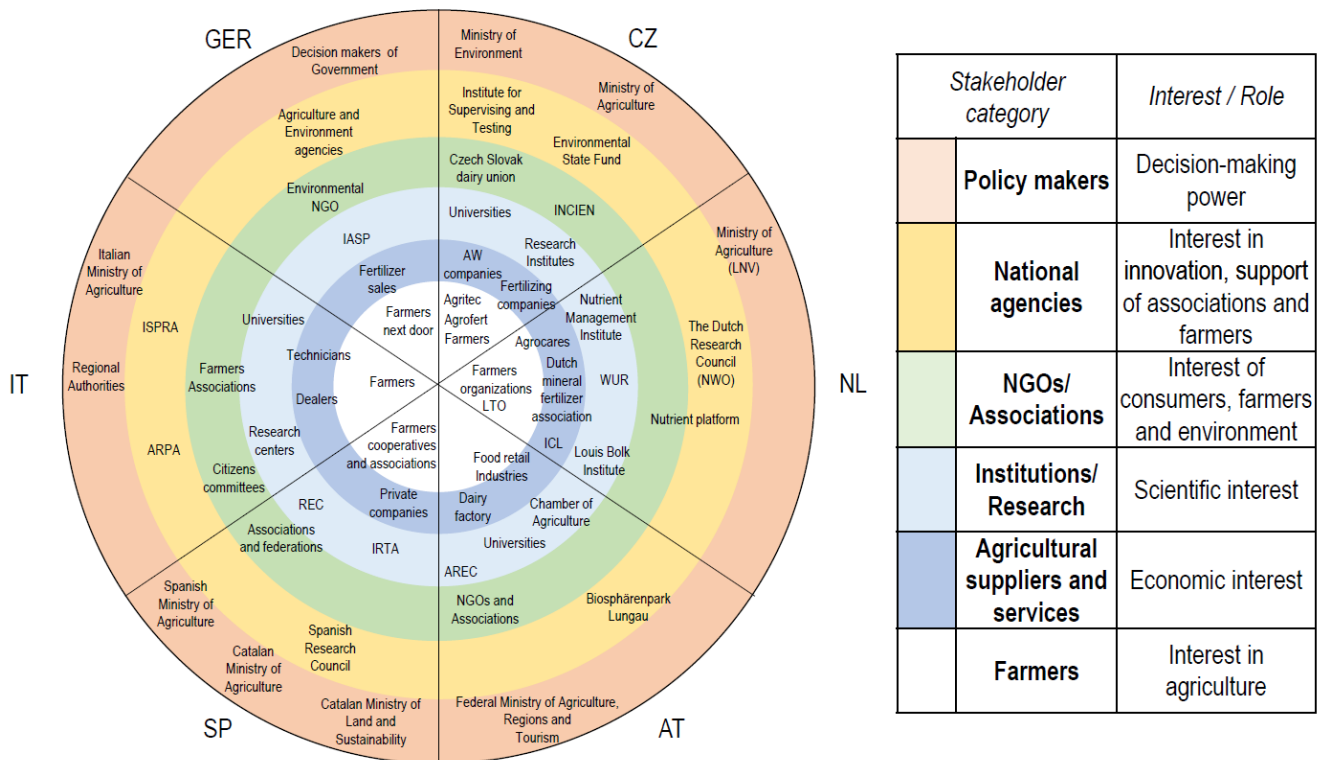 GER
CZ
NL
AT
SP
IT
Decision makers of
Government
Agriculture and
Environment
agencies
Environmental
NGO
IASP
Fertilizer
sales
Farmers
next door
Ministry of
Environment
Ministry of
Agriculture
Institute for
Supervising and
Testing
Environmental
State Fund
Czech Slovak
dairy union
INCIEN
Universities
Research
Institutes
AW
companies
Fertilizing
companies
Agritec
Agrofert
Farmers
Ministry of
Agriculture
(LNV)
The Dutch
Research
Council
(NWO)
Nutrient platform
Nutrient
Management
Institute
WUR
Louis Bolk
Institute
Agrocares
Dutch
mineral
fertilizer
association
ICL
Farmers
organizations
LTO
Food retail
Industries
Dairy
factory
Chamber of
Agriculture
Universities
AREC
NGOs and
Associations
Biosphärenpark
Lungau
Federal Ministry of Agriculture,
Regions and
Tourism
Farmers
cooperatives
and associations
Private
companies
REC
IRTA
Associations
and federations
Spanish
Research
Council
Spanish
Ministry of
Agriculture
Catalan
Ministry of
Agriculture
Catalan Ministry of
Land and
Sustainability
Italian
Ministry of
Agriculture
Regional
Authorities
ISPRA
ARPA
Farmers
Associations
Citizens
committees
Universities
Research
centers
Technicians
Dealers
Farmers
Stakeholder
category
Interest / Role
Policy makers
Decision-making
power
National
agencies
Interest in
innovation, support
of associations and
farmers
NGOs/
Associations
Interest of
consumers, farmers
and environment
Institutions/
Research
Scientific interest
Agricultural
suppliers and
services
Economic interest
Farmers
Interest in
agriculture